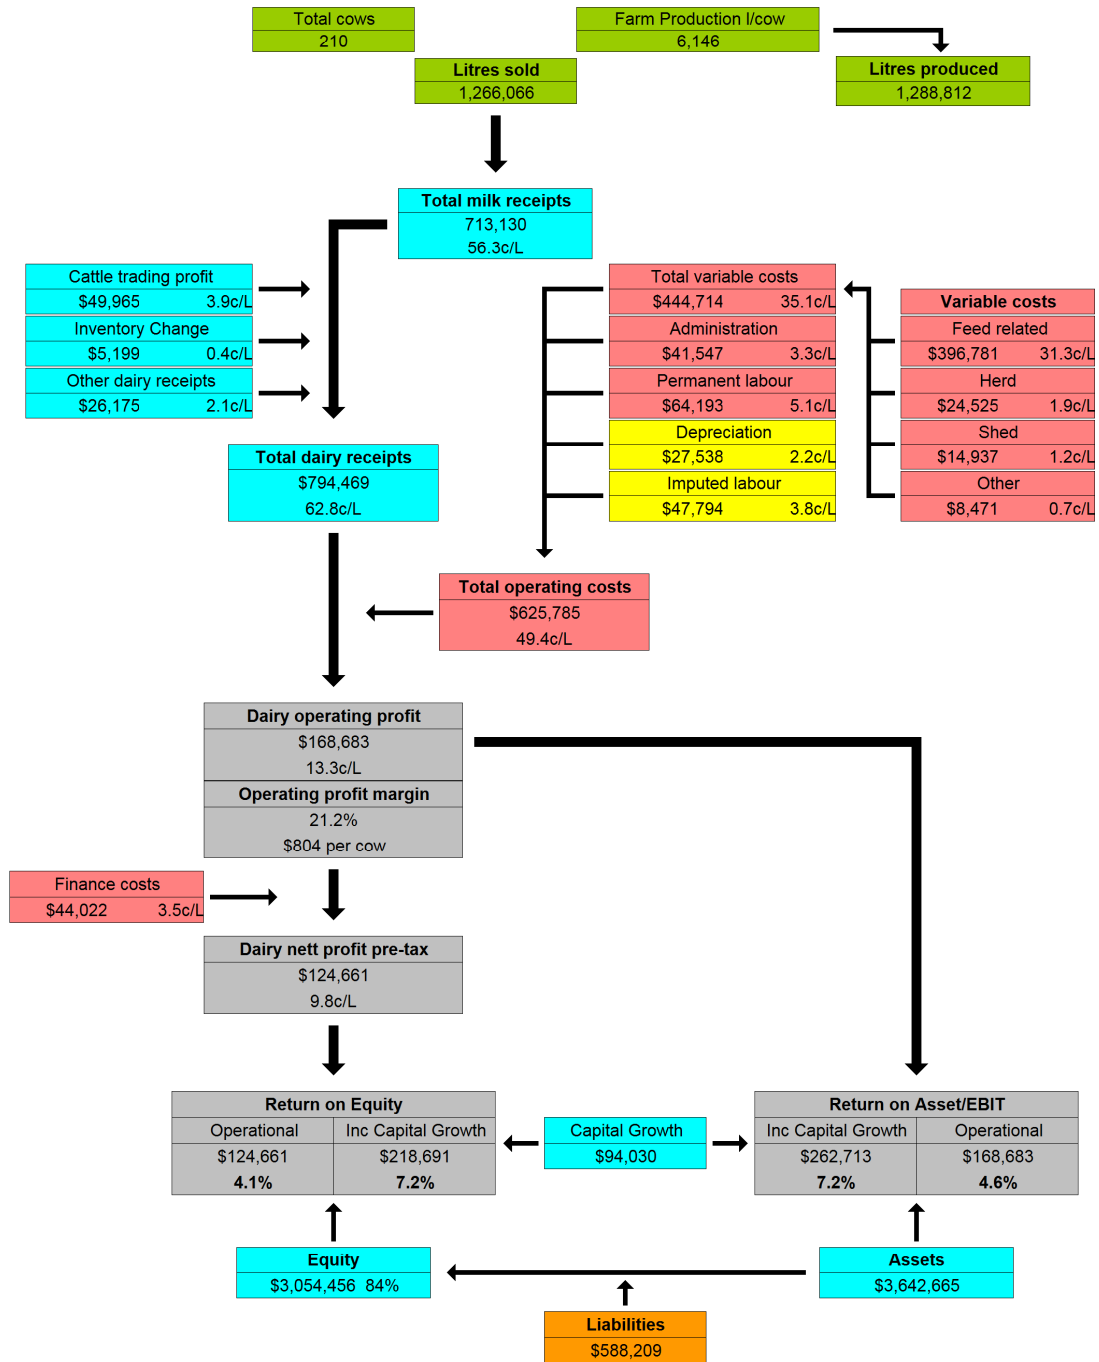 Total cows
210
Farm Production l/cow
6,146
Litres sold
1,266,066
Litres produced
1,288,812
Total milk receipts
713,130
56.3c/L
Cattle trading profit
$49,965 3.9c/L
Inventory Change
$5,199 0.4c/L
Other dairy receipts
$26,175 2.1c/L
Total variable costs
$444,714 35.1c/L
Administration
$41,547 3.3c/L
Permanent labour
$64,193 5.1c/L
Depreciation
$27,538 2.2c/L
Imputed labour
$47,794 3.8c/L
Variable costs
Feed related
$396,781 31.3c/L
Herd
$24,525 1.9c/L
Shed
$14,937 1.2c/L
Other
$8,471 0.7c/L
Total dairy receipts
$794,469
62.8c/L
Total operating costs
$625,785
49.4c/L
Dairy operating profit
$168,683
13.3c/L
Operating profit margin
21.2%
$804 per cow
Finance costs
$44,022 3.5c/L
Dairy nett profit pre-tax
$124,661
9.8c/L
Return on Equity
Operational Inc Capital Growth
$124,661 $218,691
4.1% 7.2%
Capital Growth
$94,030
Return on Asset/EBIT
Inc Capital Growth Operational
$262,713 $168,683
7.2% 4.6%
Equity
$3,054,456 84%
Assets
$3,642,665
Liabilities
$588,209